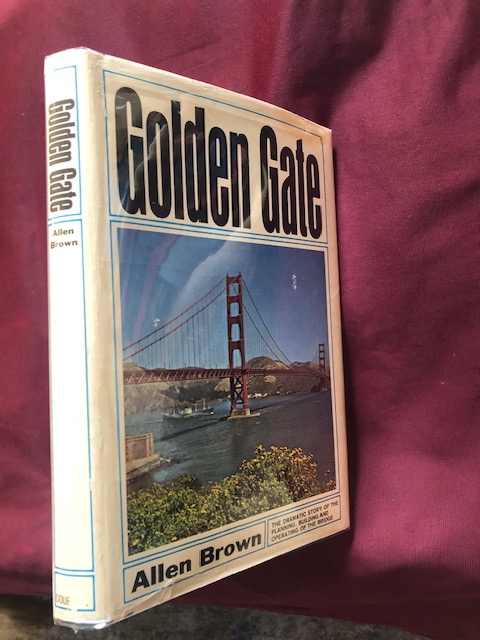 Golden Gate
Allen
Brown
Golden Gate
Allen Brown
THE DRAMATIC STORY OF THE
PLANNING, BUILDING AND
OPERATING OF THE BRIDGE